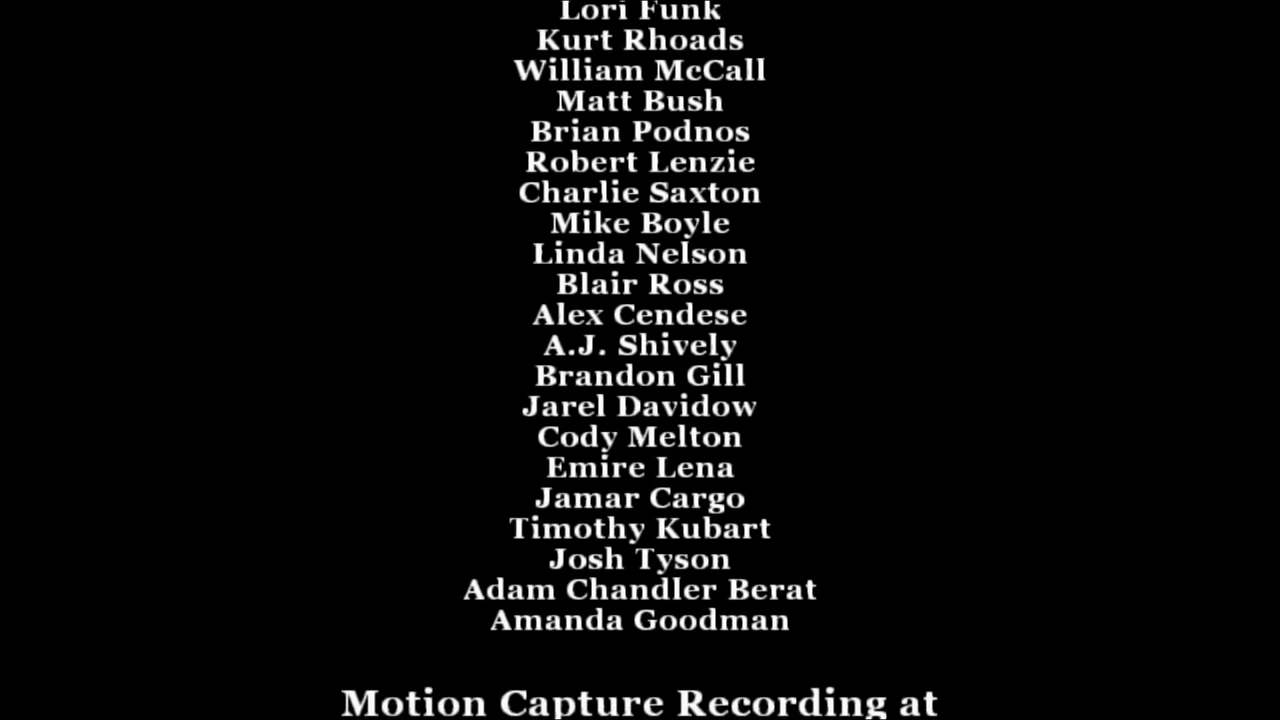 Lori Funk
Kurt Rhoads
William McCall
Matt Bush
Brian Podnos
Robert Lenzie
Charlie Saxton
Mike Boyle
Linda Nelson
Blair Ross
Alex Cendese
A.J. Shively
Brandon Gill
Jarel Davidow
Cody Melton
Emire Lena
Jamar Cargo
Timothy Kubart
Josh Tyson
Adam Chandler Berat
Amanda Goodman
Motion Capture Recording at